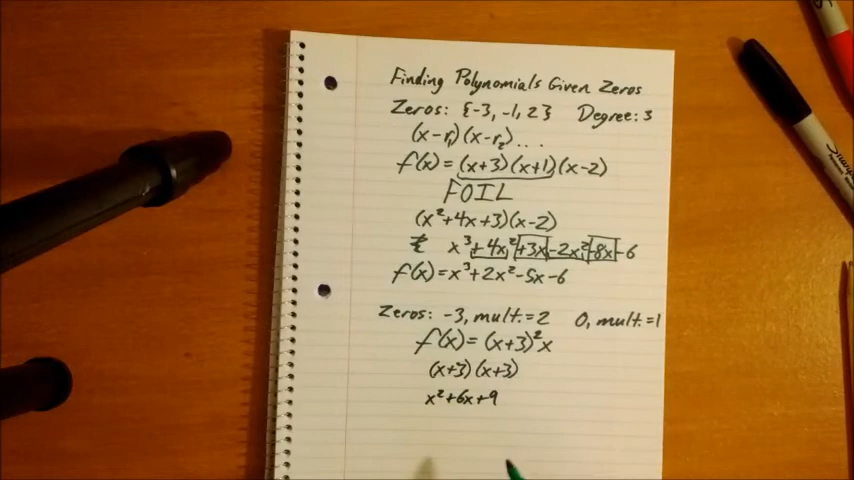 Finding Polynomials Given Zeros
Zeros: {-3, -1, 2} Degree: 3
(x-r₁)(x-r₂)...
f(x) = (x+3)(x+1)(x-2)
FOIL
(x²+4x+3)(x-2)
x³+4x²+3x-2x²-8x-6
f(x)=x³+2x²-5x-6
Zeros: -3, mult.=2 0, mult.=1
f(x)= (x+3)²x
(x+3)(x+3)
x²+6x+9